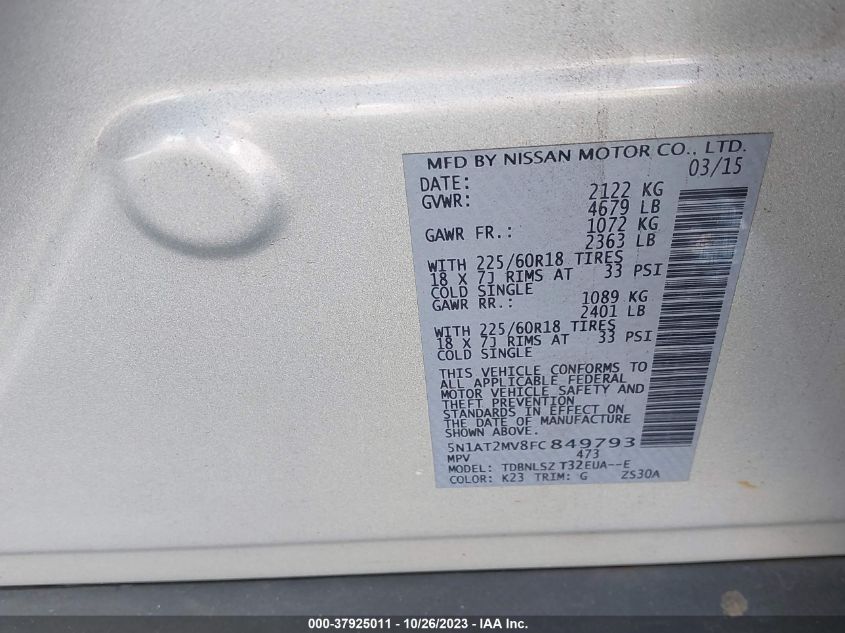 MFD BY NISSAN MOTOR CO., LTD.
DATE: 03/15
GVWR: 2122 KG
4679 LB
GAWR FR.: 1072 KG
2363 LB
WITH 225/60R18 TIRES
18 X 7J RIMS AT 33 PSI
COLD SINGLE
GAWR RR.: 1089 KG
2401 LB
WITH 225/60R18 TIRES
18 X 7J RIMS AT 33 PSI
COLD SINGLE
THIS VEHICLE CONFORMS TO
ALL APPLICABLE FEDERAL
MOTOR VEHICLE SAFETY AND
THEFT PREVENTION
STANDARDS IN EFFECT ON
THE DATE OF MANUFACTURE
SHOWN ABOVE.
5N1AT2MV8FC849793
MPV 473
MODEL: TDBNLSZ T32EUA--E
COLOR: K23 TRIM: G ZS30A
000-37925011 - 10/26/2023 - IAA Inc.